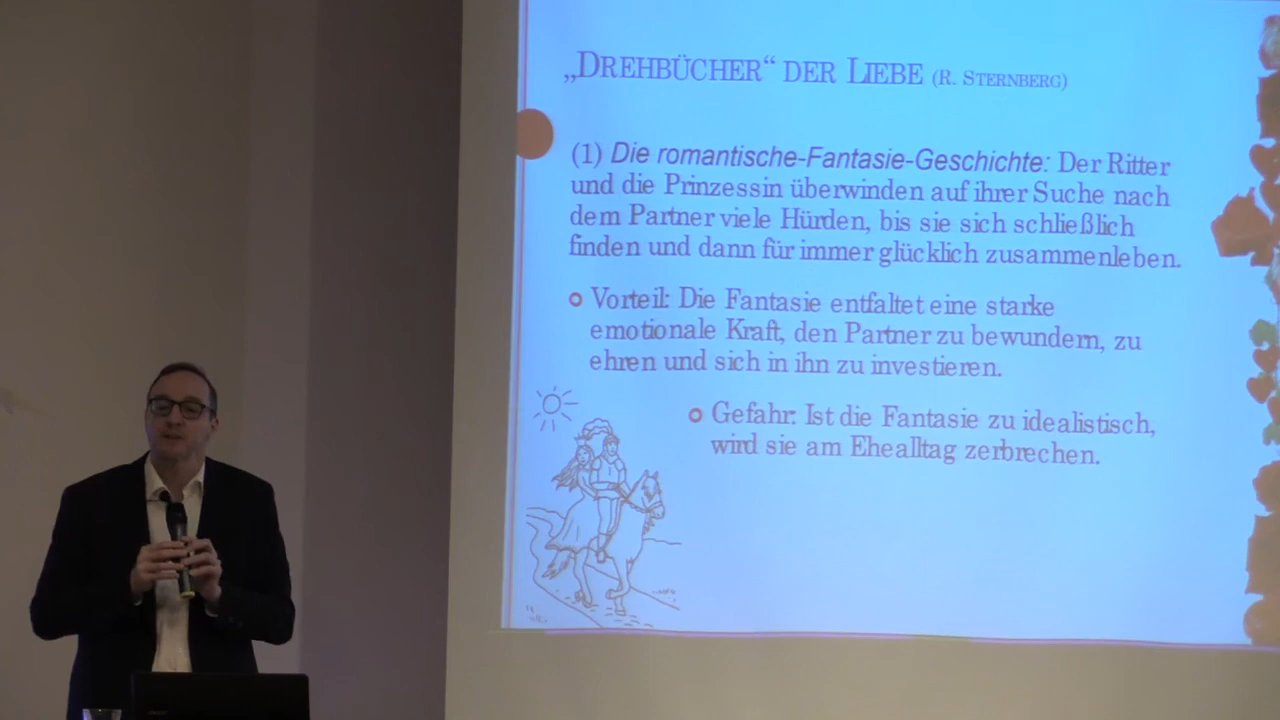 „DREHBÜCHER“ DER LIEBE (R. STERNBERG)
(1) Die romantische-Fantasie-Geschichte: Der Ritter
und die Prinzessin überwinden auf ihrer Suche nach
dem Partner viele Hürden, bis sie sich schließlich
finden und dann für immer glücklich zusammenleben.
Vorteil: Die Fantasie entfaltet eine starke
emotionale Kraft, den Partner zu bewundern, zu
ehren und sich in ihn zu investieren.
Gefahr: Ist die Fantasie zu idealistisch,
wird sie am Ehealltag zerbrechen.